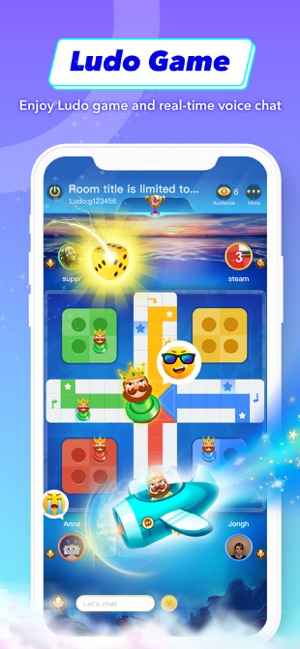 Ludo Game
Enjoy Ludo game and real-time voice chat
Room title is limited to...
Ludo:g123456
6
Audience
More
super
3
steam
Anna
Jongh
Let's chat